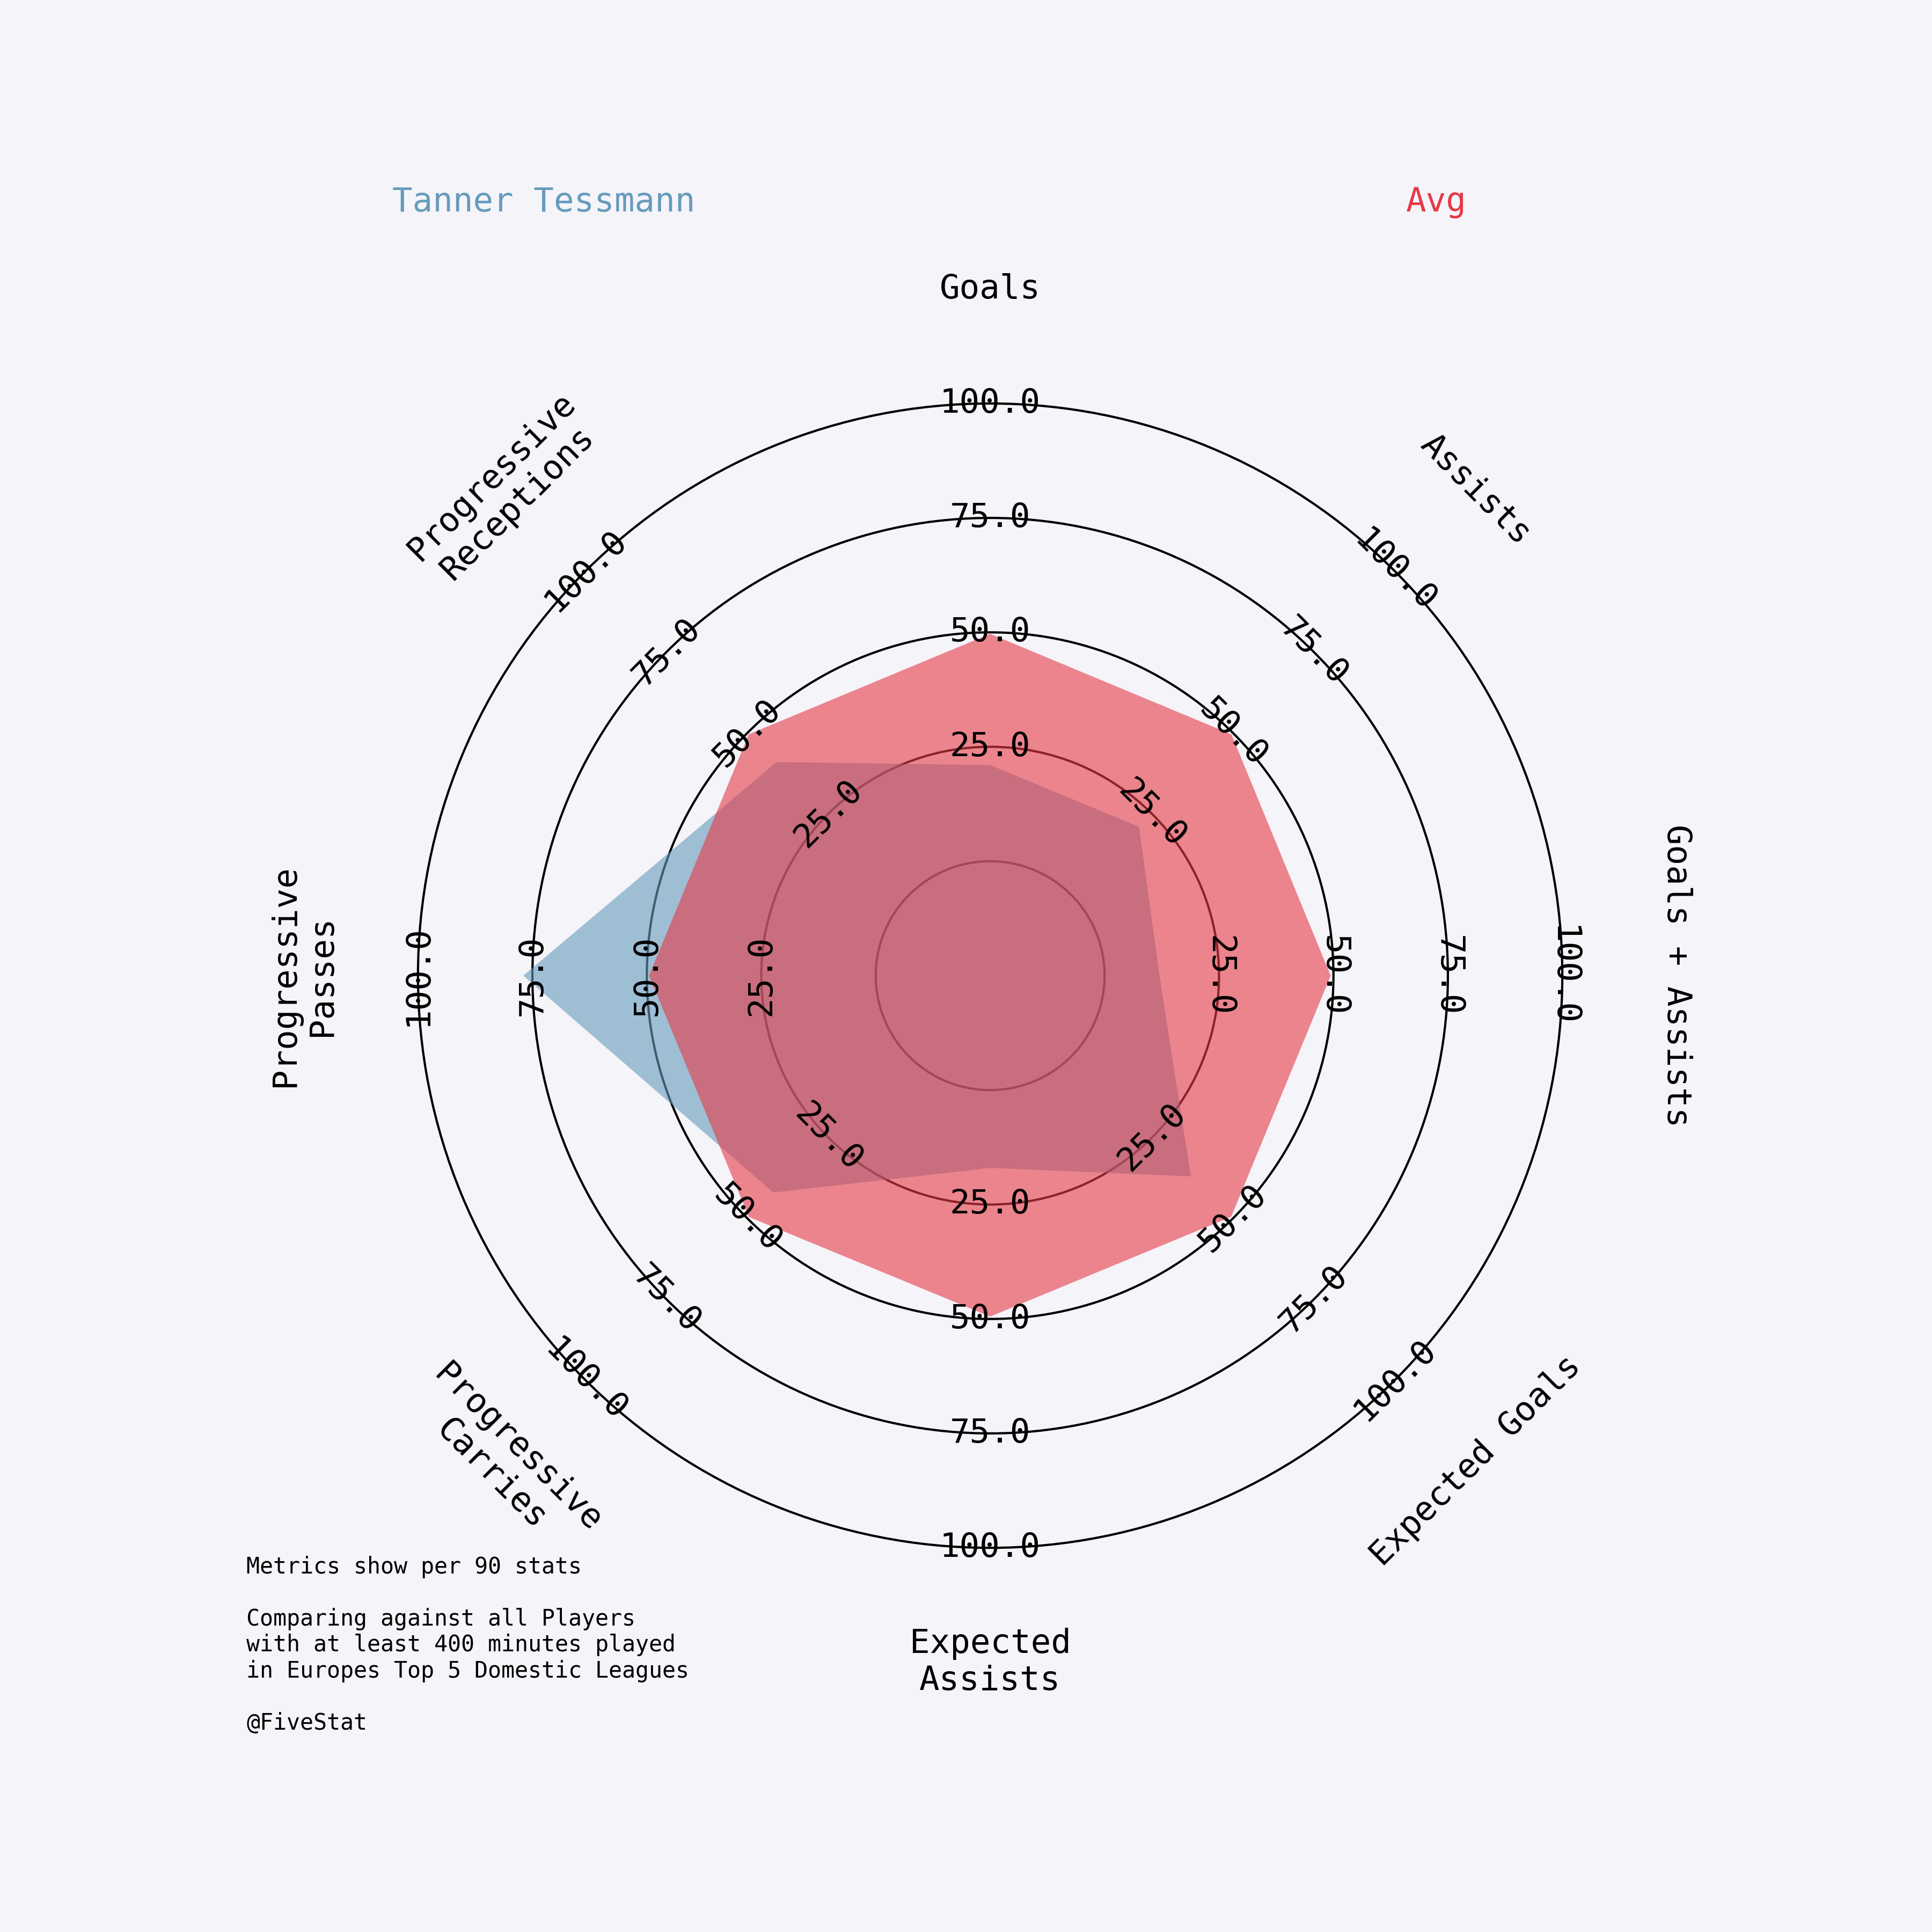 Tanner Tessmann
Avg
Goals
Assists
Goals + Assists
Expected Goals
Expected
Assists
Progressive
Carries
Progressive
Passes
Progressive
Receptions
100.0
75.0
50.0
25.0
100.0
75.0
50.0
25.0
100.0
75.0
50.0
25.0
100.0
75.0
50.0
25.0
100.0
75.0
50.0
25.0
100.0
75.0
50.0
25.0
100.0
75.0
50.0
25.0
100.0
75.0
50.0
25.0
Metrics show per 90 stats
Comparing against all Players
with at least 400 minutes played
in Europes Top 5 Domestic Leagues
@FiveStat